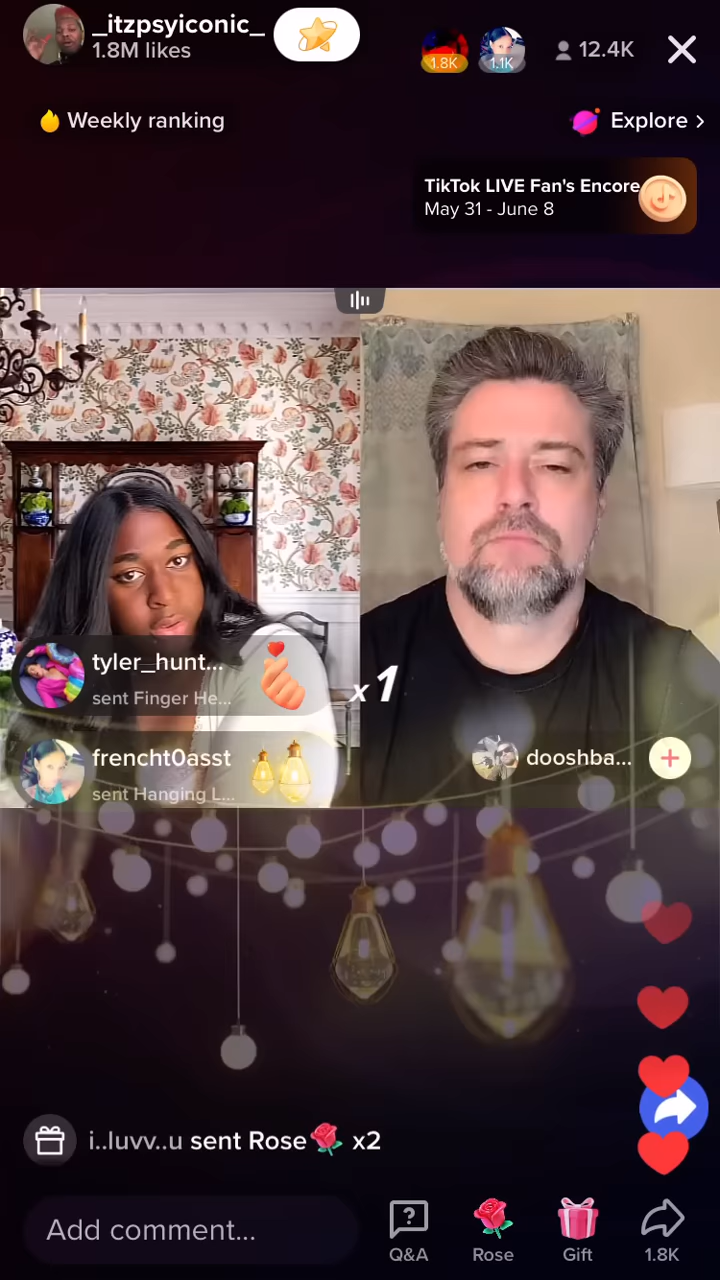 _itzpsyiconic_
1.8M likes
1.8K
1.1K
12.4K
Weekly ranking
Explore >
TikTok LIVE Fan's Encore
May 31 - June 8
tyler_hunt...
sent Finger He...
x1
frencht0asst
sent Hanging L...
dooshba...
i..luvv..u sent Rose x2
Add comment...
Q&A
Rose
Gift
1.8K